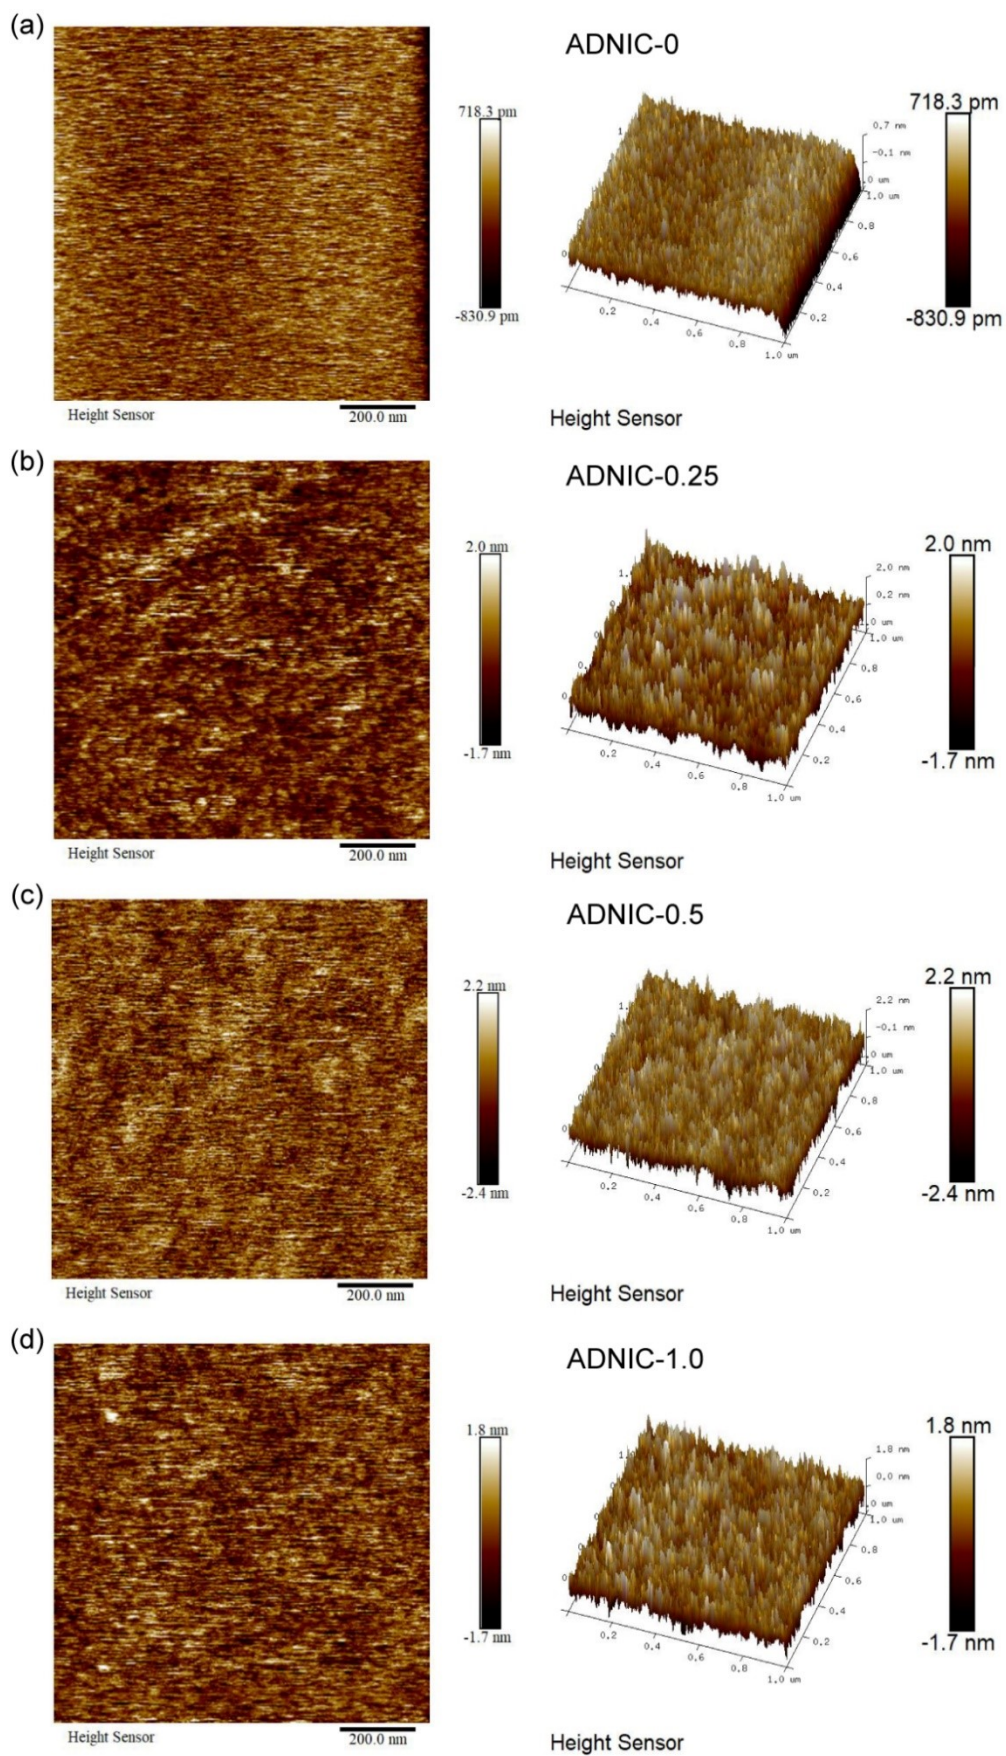 (a)
ADNIC-0
718.3 pm
-830.9 pm
718.3 pm
-830.9 pm
0.7 nm
-0.1 nm
1.0 um
0.8
0.6
0.4
0.2
0.2
0.4
0.6
0.8
1.0 um
Height Sensor
200.0 nm
Height Sensor
(b)
ADNIC-0.25
2.0 nm
-1.7 nm
2.0 nm
-1.7 nm
2.0 nm
0.2 nm
1.0 um
0.8
0.6
0.4
0.2
0.2
0.4
0.6
0.8
1.0 um
Height Sensor
200.0 nm
Height Sensor
(c)
ADNIC-0.5
2.2 nm
-2.4 nm
2.2 nm
-2.4 nm
2.2 nm
-0.1 nm
1.0 um
0.8
0.6
0.4
0.2
0.2
0.4
0.6
0.8
1.0 um
Height Sensor
200.0 nm
Height Sensor
(d)
ADNIC-1.0
1.8 nm
-1.7 nm
1.8 nm
-1.7 nm
1.8 nm
0.0 nm
1.0 um
0.8
0.6
0.4
0.2
0.2
0.4
0.6
0.8
1.0 um
Height Sensor
200.0 nm
Height Sensor